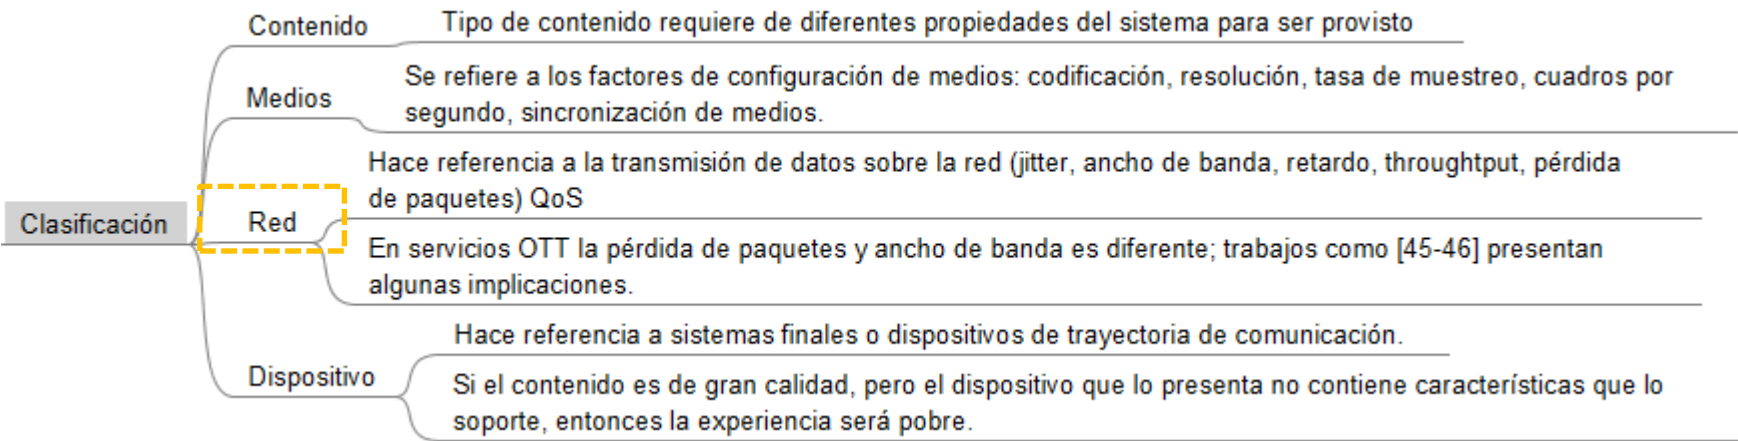 Contenido
Tipo de contenido requiere de diferentes propiedades del sistema para ser provisto
Medios
Se refiere a los factores de configuración de medios: codificación, resolución, tasa de muestreo, cuadros por
segundo, sincronización de medios.
Clasificación
Red
Hace referencia a la transmisión de datos sobre la red (jitter, ancho de banda, retardo, throughtput, pérdida
de paquetes) QoS
En servicios OTT la pérdida de paquetes y ancho de banda es diferente; trabajos como [45-46] presentan
algunas implicaciones.
Dispositivo
Hace referencia a sistemas finales o dispositivos de trayectoria de comunicación.
Si el contenido es de gran calidad, pero el dispositivo que lo presenta no contiene características que lo
soporte, entonces la experiencia será pobre.